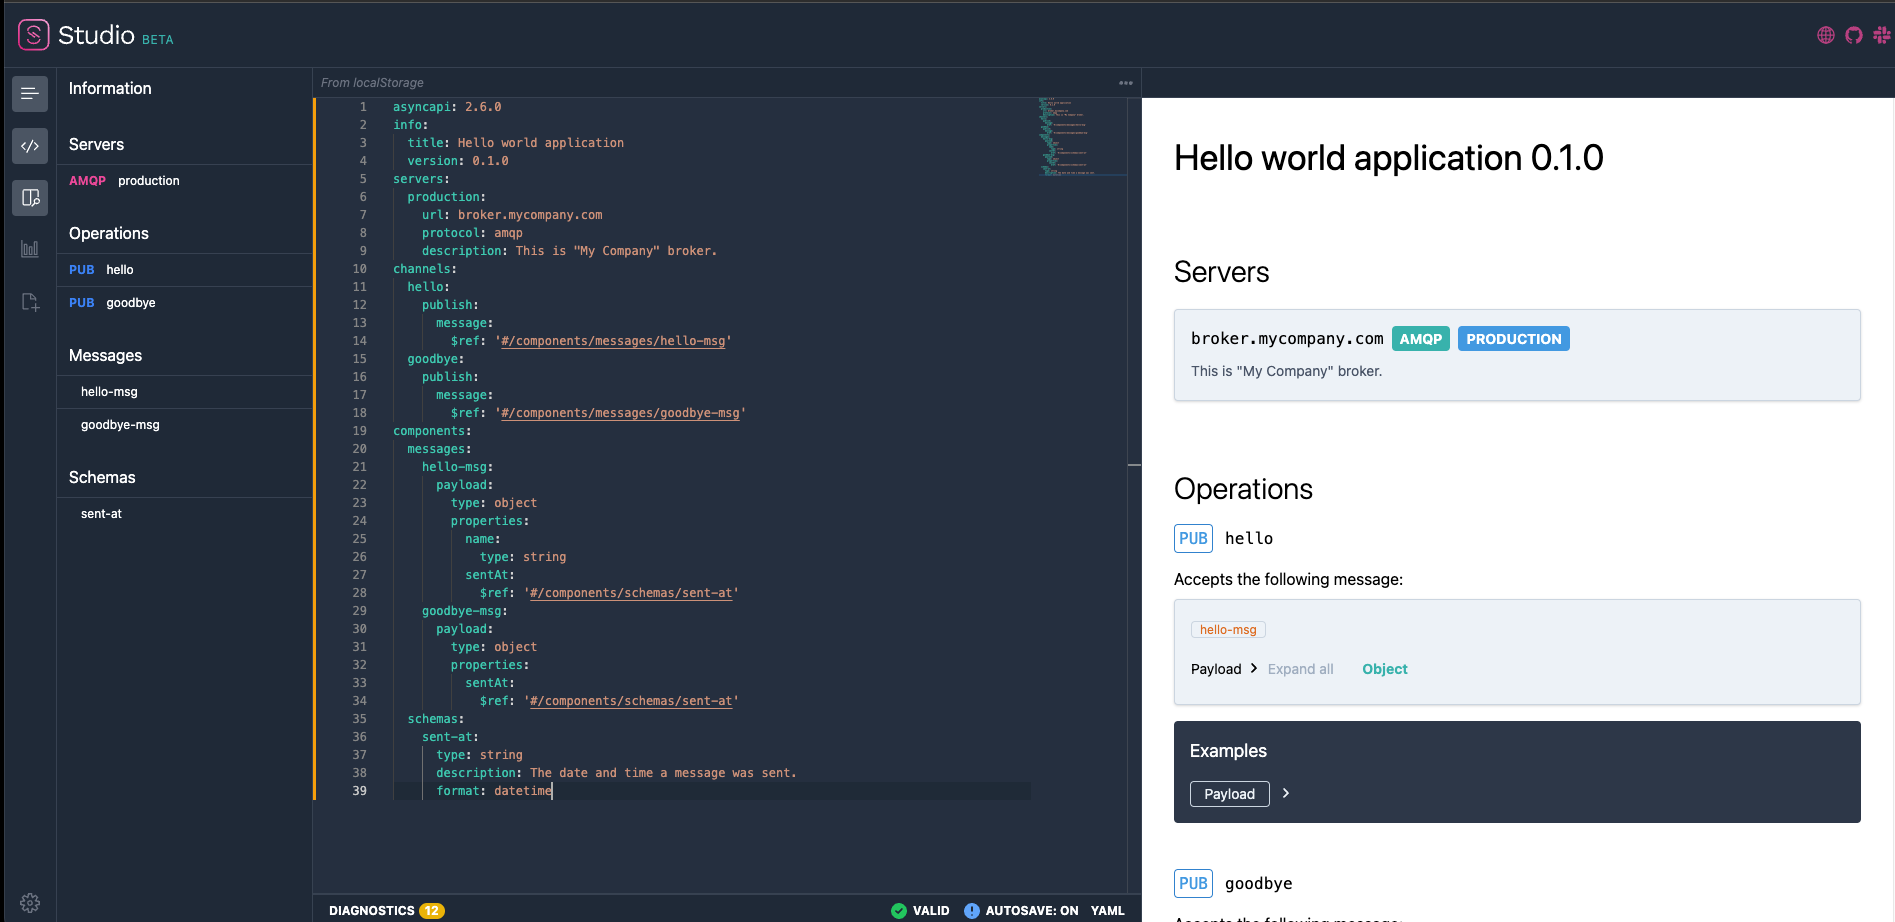 Studio BETA
Information
Servers
AMQP production
Operations
PUB hello
PUB goodbye
Messages
hello-msg
goodbye-msg
Schemas
sent-at
From localStorage
1 asyncapi: 2.6.0
2 info:
3 title: Hello world application
4 version: 0.1.0
5 servers:
6 production:
7 url: broker.mycompany.com
8 protocol: amqp
9 description: This is "My Company" broker.
10 channels:
11 hello:
12 publish:
13 message:
14 $ref: '#/components/messages/hello-msg'
15 goodbye:
16 publish:
17 message:
18 $ref: '#/components/messages/goodbye-msg'
19 components:
20 messages:
21 hello-msg:
22 payload:
23 type: object
24 properties:
25 name:
26 type: string
27 sentAt:
28 $ref: '#/components/schemas/sent-at'
29 goodbye-msg:
30 payload:
31 type: object
32 properties:
33 sentAt:
34 $ref: '#/components/schemas/sent-at'
35 schemas:
36 sent-at:
37 type: string
38 description: The date and time a message was sent.
39 format: datetime
DIAGNOSTICS 12
VALID
AUTOSAVE: ON
YAML
Hello world application 0.1.0
Servers
broker.mycompany.com AMQP PRODUCTION
This is "My Company" broker.
Operations
PUB hello
Accepts the following message:
hello-msg
Payload Expand all Object
Examples
Payload
PUB goodbye
Accepts the following message: